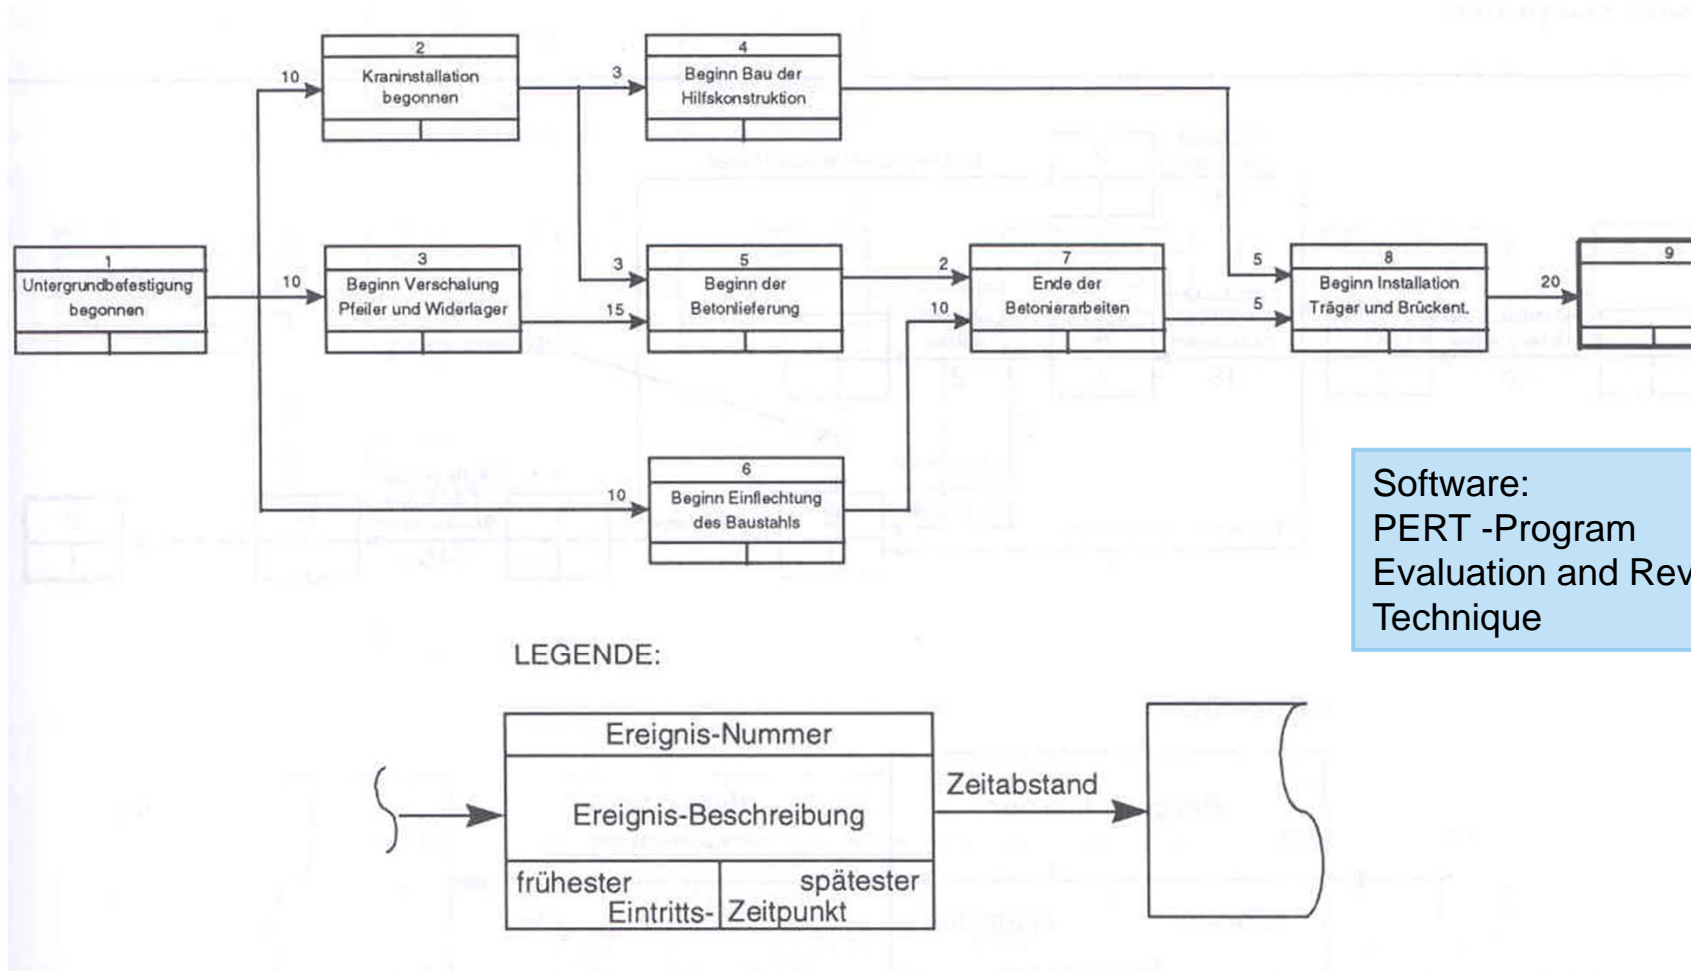 2
Kraninstallation
begonnen
4
Beginn Bau der
Hilfskonstruktion
10
3
1
Untergrundbefestigung
begonnen
10
3
Beginn Verschalung
Pfeiler und Widerlager
3
15
5
Beginn der
Betonlieferung
2
10
7
Ende der
Betonierarbeiten
5
5
8
Beginn Installation
Träger und Brückent.
20
9
10
6
Beginn Einflechtung
des Baustahls
Software:
PERT -Program
Evaluation and Rev
Technique
LEGENDE:
Ereignis-Nummer
Ereignis-Beschreibung
Zeitabstand
frühester spätester
Eintritts- Zeitpunkt